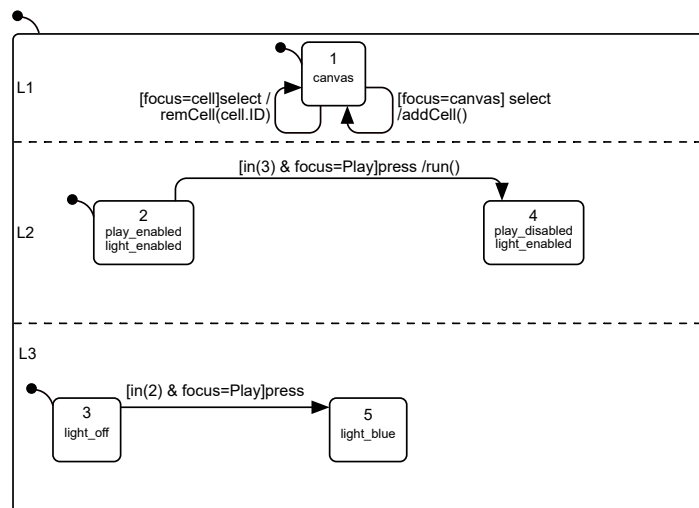 1
canvas
L1
[focus=cell]select /
remCell(cell.ID)
[focus=canvas] select
/addCell()
[in(3) & focus=Play]press /run()
L2
2
play_enabled
light_enabled
4
play_disabled
light_enabled
L3
[in(2) & focus=Play]press
3
light_off
5
light_blue